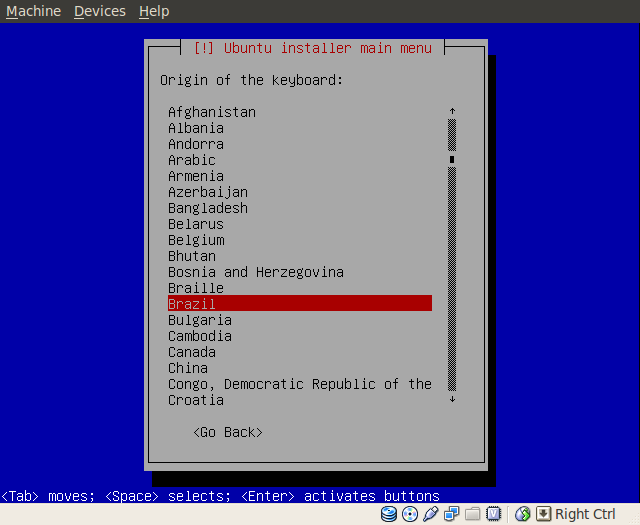 Machine Devices Help
[!] Ubuntu installer main menu
Origin of the keyboard:
Afghanistan
Albania
Andorra
Arabic
Armenia
Azerbaijan
Bangladesh
Belarus
Belgium
Bhutan
Bosnia and Herzegovina
Braille
Brazil
Bulgaria
Cambodia
Canada
China
Congo, Democratic Republic of the
Croatia
<Go Back>
<Tab> moves; <Space> selects; <Enter> activates buttons
Right Ctrl